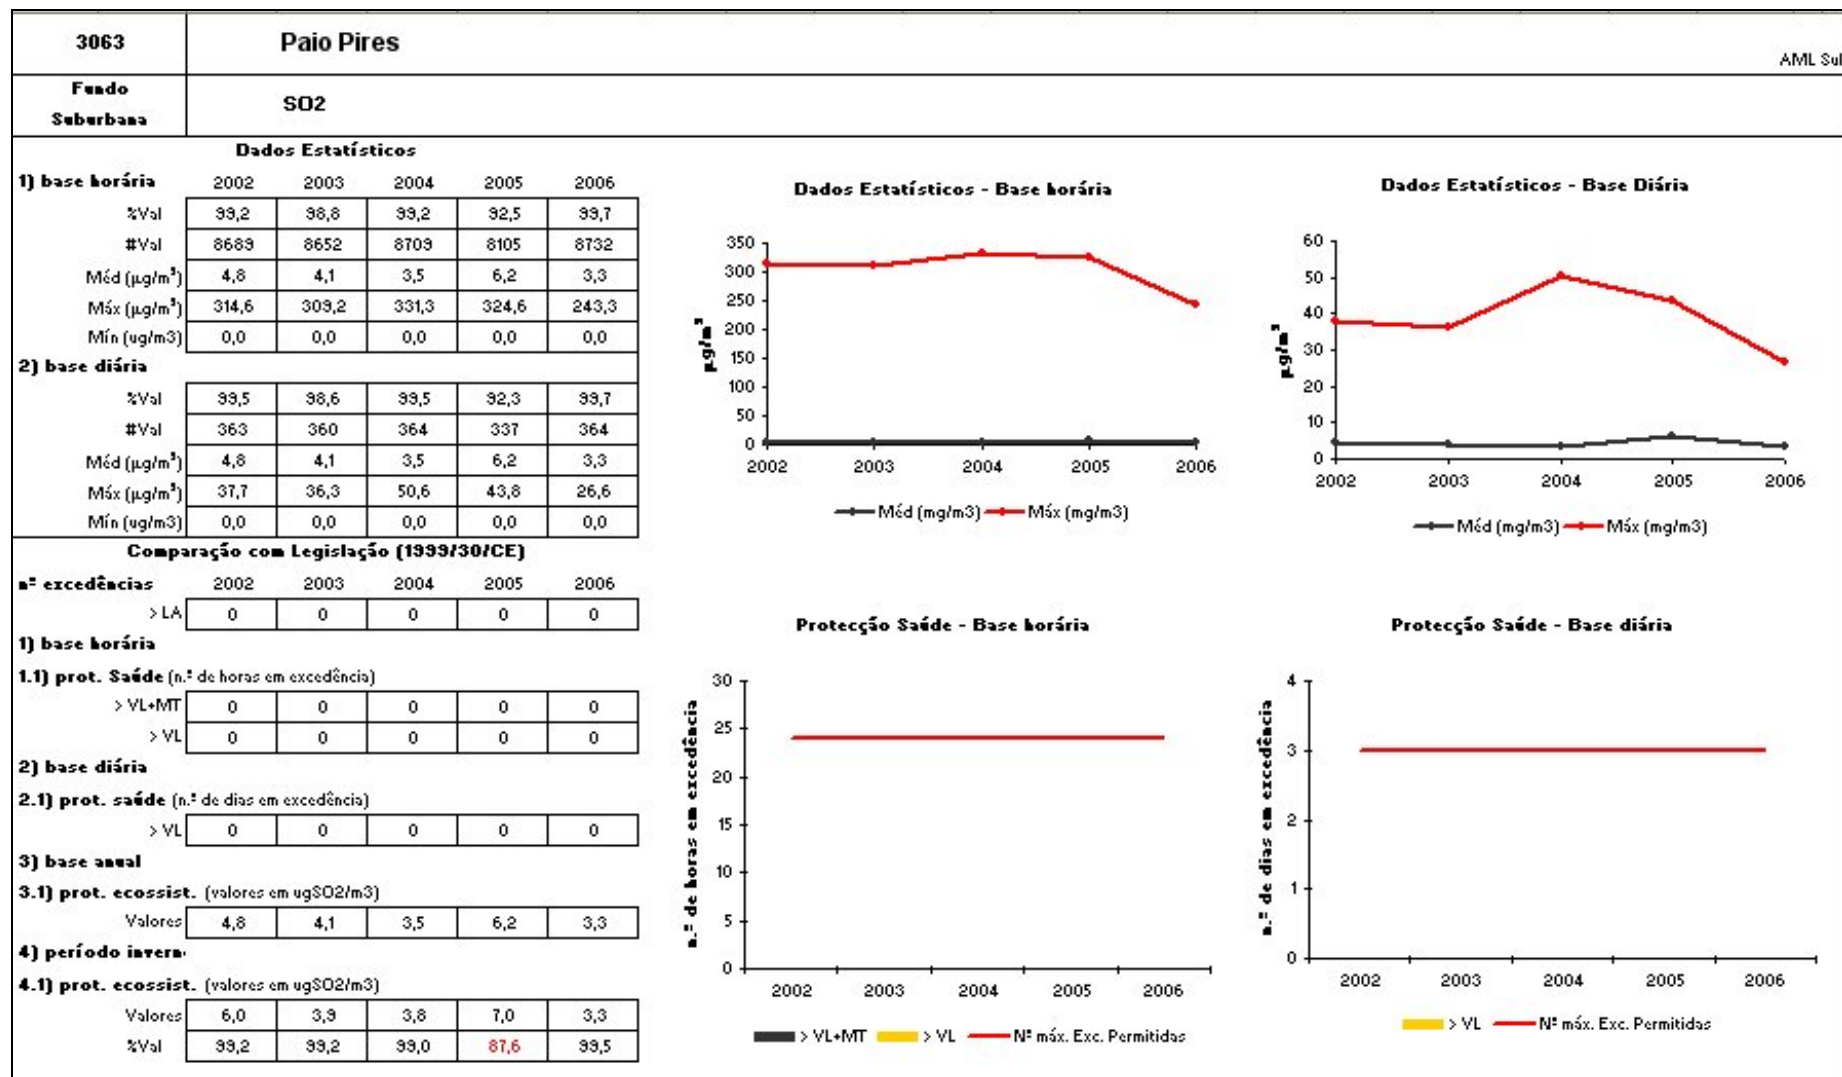 3063 Paio Pires
AML Sul
Fundo Suburbana SO2
Dados Estatísticos
1) base horária 2002 2003 2004 2005 2006
%Val 99,2 98,8 99,2 92,5 99,7
#Val 8689 8652 8709 8105 8732
Méd (µg/m³) 4,8 4,1 3,5 6,2 3,3
Máx (µg/m³) 314,6 309,2 331,3 324,6 243,3
Mín (ug/m3) 0,0 0,0 0,0 0,0 0,0
2) base diária
%Val 99,5 98,6 99,5 92,3 99,7
#Val 363 360 364 337 364
Méd (µg/m³) 4,8 4,1 3,5 6,2 3,3
Máx (µg/m³) 37,7 36,3 50,6 43,8 26,6
Mín (ug/m3) 0,0 0,0 0,0 0,0 0,0
Comparação com Legislação (1999/30/CE)
nº excedências 2002 2003 2004 2005 2006
> LA 0 0 0 0 0
1) base horária
1.1) prot. Saúde (n.º de horas em excedência)
> VL+MT 0 0 0 0 0
> VL 0 0 0 0 0
2) base diária
2.1) prot. saúde (n.º de dias em excedência)
> VL 0 0 0 0 0
3) base anual
3.1) prot. ecossist. (valores em ugSO2/m3)
Valores 4,8 4,1 3,5 6,2 3,3
4) período invern
4.1) prot. ecossist. (valores em ugSO2/m3)
Valores 6,0 3,9 3,8 7,0 3,3
%Val 99,2 99,2 99,0 87,6 99,5
Dados Estatísticos - Base horária
µg/m³
350
300
250
200
150
100
50
0
2002 2003 2004 2005 2006
Méd (mg/m3) Máx (mg/m3)
Dados Estatísticos - Base Diária
µg/m³
60
50
40
30
20
10
0
2002 2003 2004 2005 2006
Méd (mg/m3) Máx (mg/m3)
Protecção Saúde - Base horária
n.º de horas em excedência
30
25
20
15
10
5
0
2002 2003 2004 2005 2006
> VL+MT > VL Nº máx. Exc. Permitidas
Protecção Saúde - Base diária
n.º de dias em excedência
4
3
2
1
0
2002 2003 2004 2005 2006
> VL Nº máx. Exc. Permitidas